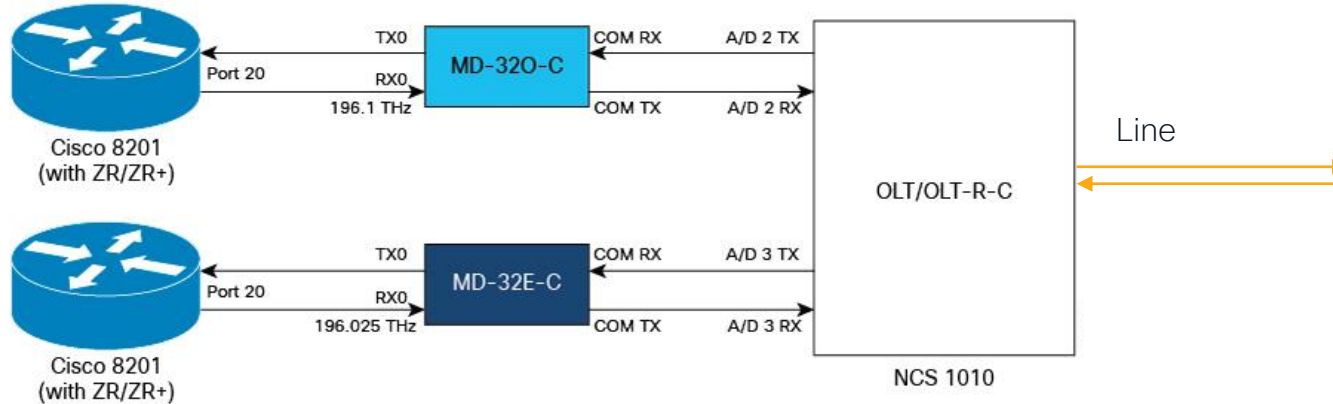 TX0
COM RX
A/D 2 TX
Port 20
MD-32O-C
RX0
196.1 THz
COM TX
A/D 2 RX
Cisco 8201
(with ZR/ZR+)
Line
OLT/OLT-R-C
TX0
COM RX
A/D 3 TX
Port 20
MD-32E-C
RX0
196.025 THz
COM TX
A/D 3 RX
Cisco 8201
(with ZR/ZR+)
NCS 1010